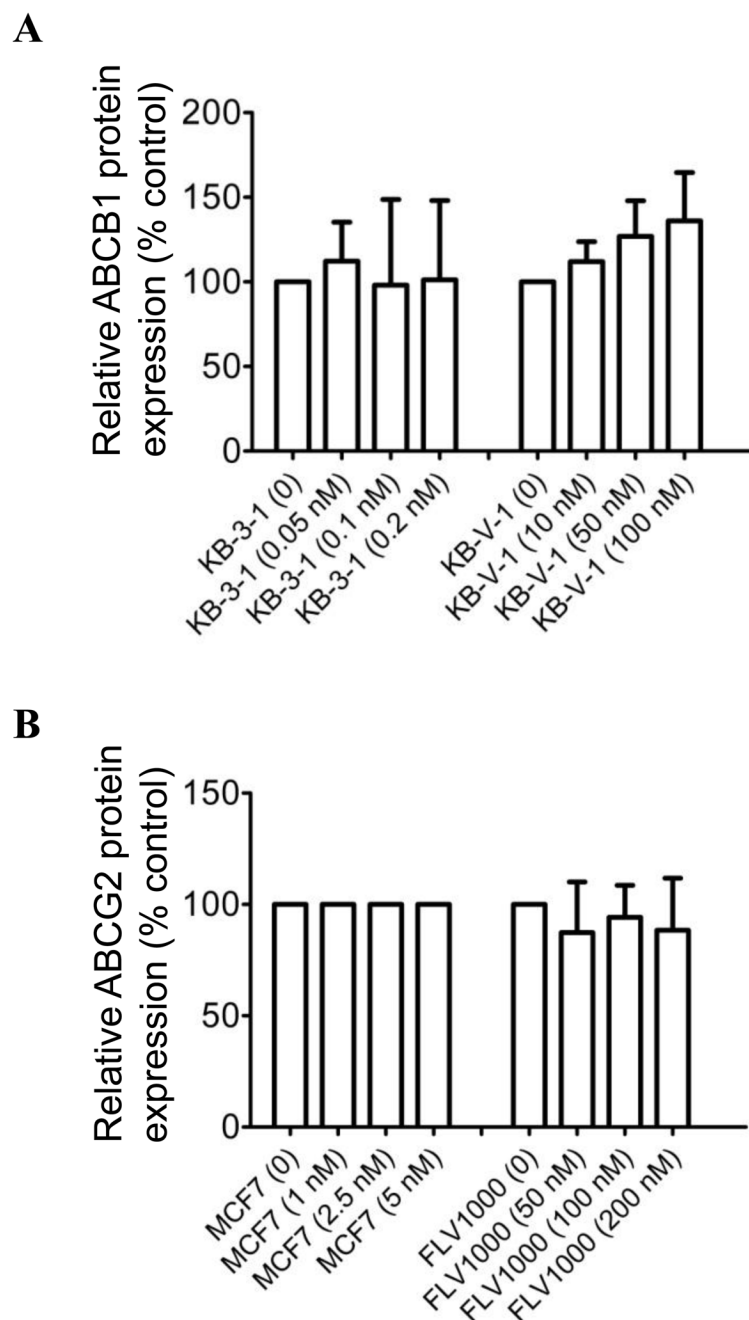 A
Relative ABCB1 protein
expression (% control)
200
150
100
50
0
KB-3-1 (0)
KB-3-1 (0.05 nM)
KB-3-1 (0.1 nM)
KB-3-1 (0.2 nM)
KB-V-1 (0)
KB-V-1 (10 nM)
KB-V-1 (50 nM)
KB-V-1 (100 nM)
B
Relative ABCG2 protein
expression (% control)
150
100
50
0
MCF7 (0)
MCF7 (1 nM)
MCF7 (2.5 nM)
MCF7 (5 nM)
FLV1000 (0)
FLV1000 (50 nM)
FLV1000 (100 nM)
FLV1000 (200 nM)